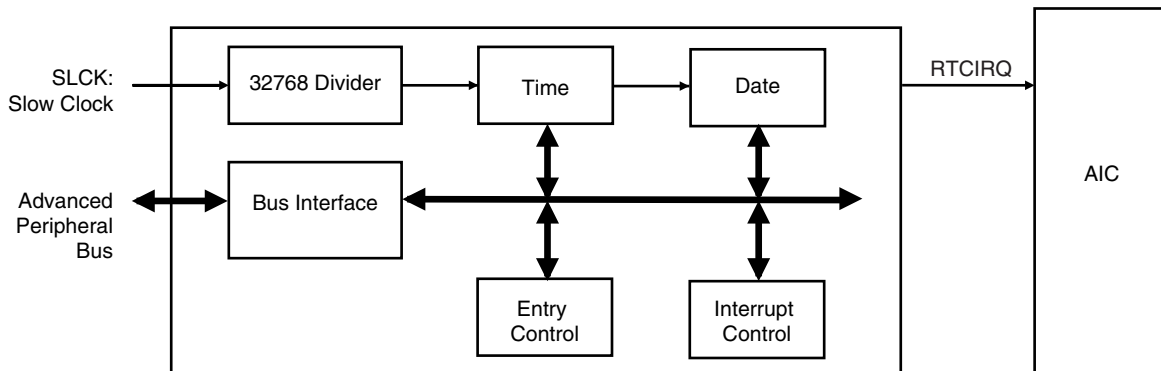 SLCK:
Slow Clock
32768 Divider
Time
Date
RTCIRQ
AIC
Advanced
Peripheral
Bus
Bus Interface
Entry
Control
Interrupt
Control